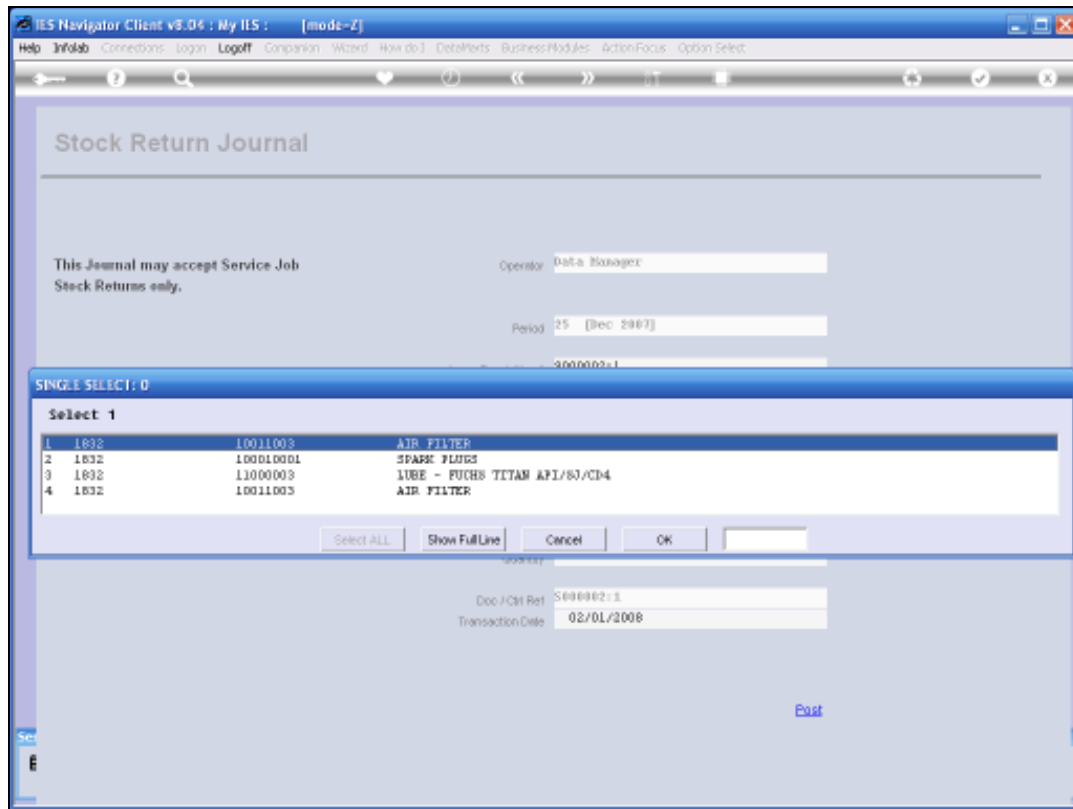 IES Navigator Client v8.04 : My IES : [mode-Z]
Help Infolab Connections Logon Logoff Companion Wizard How do I DataAlerts BusinessModules ActionFocus Option Select
Stock Return Journal
This Journal may accept Service Job
Stock Returns only.
Operator Data Manager
Period 25 [Dec 2007]
SINGLE SELECT: 0
Select 1
1 1832 10011003 AIR FILTER
2 1832 100010001 SPARK PLUGS
3 1832 11000003 LUBE - FUCHS TITAN API/SJ/CD4
4 1832 10011003 AIR FILTER
Select ALL Show Full Line Cancel OK
Quantity
Doc / Ctrl Ref S000002:1
Transaction Date 02/01/2008
Post